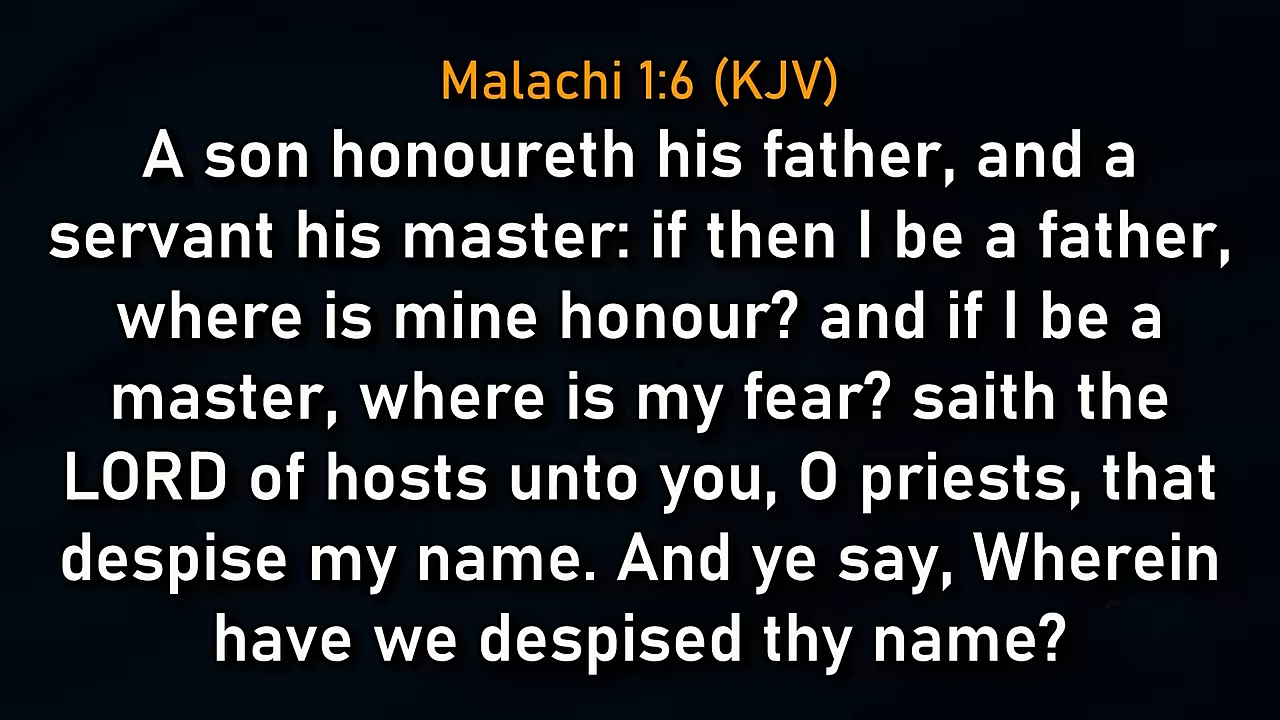 Malachi 1:6 (KJV)
A son honoureth his father, and a
servant his master: if then I be a father,
where is mine honour? and if I be a
master, where is my fear? saith the
LORD of hosts unto you, O priests, that
despise my name. And ye say, Wherein
have we despised thy name?